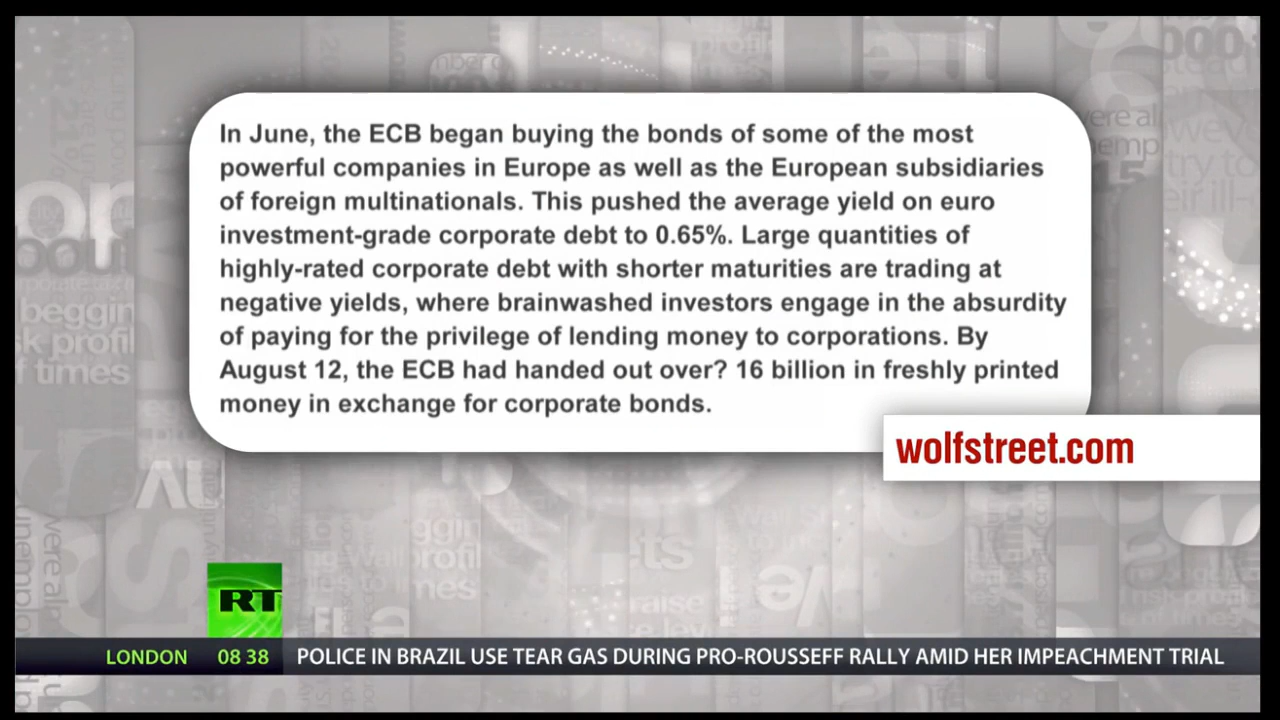 In June, the ECB began buying the bonds of some of the most
powerful companies in Europe as well as the European subsidiaries
of foreign multinationals. This pushed the average yield on euro
investment-grade corporate debt to 0.65%. Large quantities of
highly-rated corporate debt with shorter maturities are trading at
negative yields, where brainwashed investors engage in the absurdity
of paying for the privilege of lending money to corporations. By
August 12, the ECB had handed out over? 16 billion in freshly printed
money in exchange for corporate bonds.
wolfstreet.com
RT
LONDON 08 38 POLICE IN BRAZIL USE TEAR GAS DURING PRO-ROUSSEFF RALLY AMID HER IMPEACHMENT TRIAL